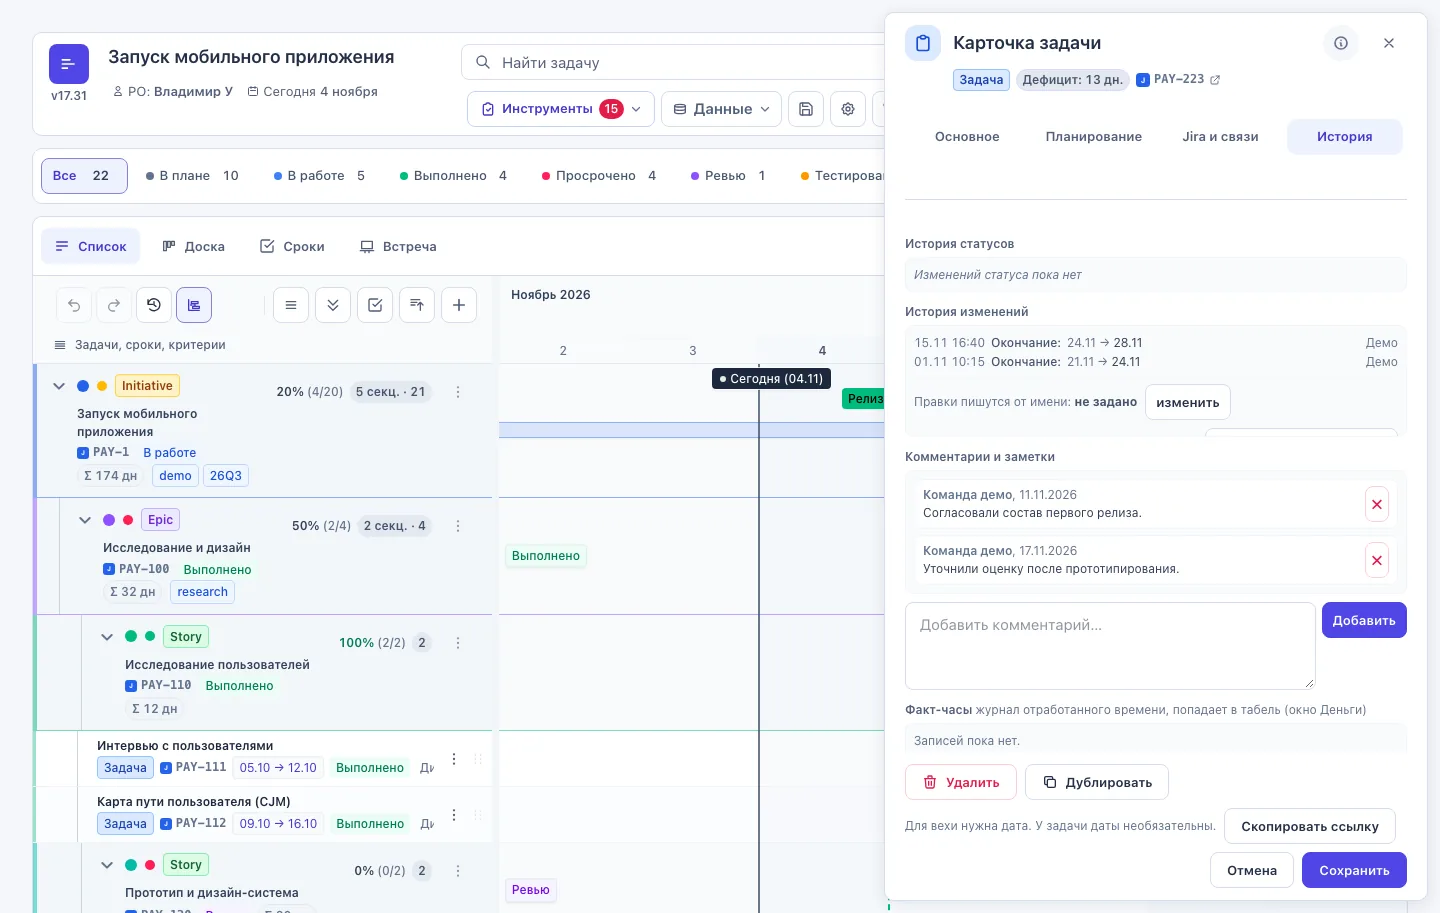 Запуск мобильного приложения
v17.31
PO: Владимир У
Сегодня 4 ноября
Найти задачу
Инструменты 15
Данные
Все 22
В плане 10
В работе 5
Выполнено 4
Просрочено 4
Ревью 1
Список
Доска
Сроки
Встреча
Задачи, сроки, критерии
Ноябрь 2026
2 3 4
Сегодня (04.11)
Initiative
20% (4/20) 5 секц. · 21
Запуск мобильного
приложения
PAY-1 В работе
Σ 174 дн demo 26Q3
Epic
50% (2/4) 2 секц. · 4
Исследование и дизайн
PAY-100 Выполнено
Σ 32 дн research
Выполнено
Story
100% (2/2) 2
Исследование пользователей
PAY-110 Выполнено
Σ 12 дн
Интервью с пользователями
Задача PAY-111 05.10 → 12.10 Выполнено
Карта пути пользователя (CJM)
Задача PAY-112 09.10 → 16.10 Выполнено
Story
0% (0/2) 2
Прототип и дизайн-система
Ревью
Карточка задачи
Задача Дефицит: 13 дн. PAY-223
Основное
Планирование
Jira и связи
История
История статусов
Изменений статуса пока нет
История изменений
15.11 16:40 Окончание: 24.11 → 28.11 Демо
01.11 10:15 Окончание: 21.11 → 24.11 Демо
Правки пишутся от имени: не задано изменить
Комментарии и заметки
Команда демо, 11.11.2026
Согласовали состав первого релиза.
Команда демо, 17.11.2026
Уточнили оценку после прототипирования.
Добавить комментарий...
Добавить
Факт-часы журнал отработанного времени, попадает в табель (окно Деньги)
Записей пока нет.
Удалить
Дублировать
Для вехи нужна дата. У задачи даты необязательны.
Скопировать ссылку
Отмена
Сохранить